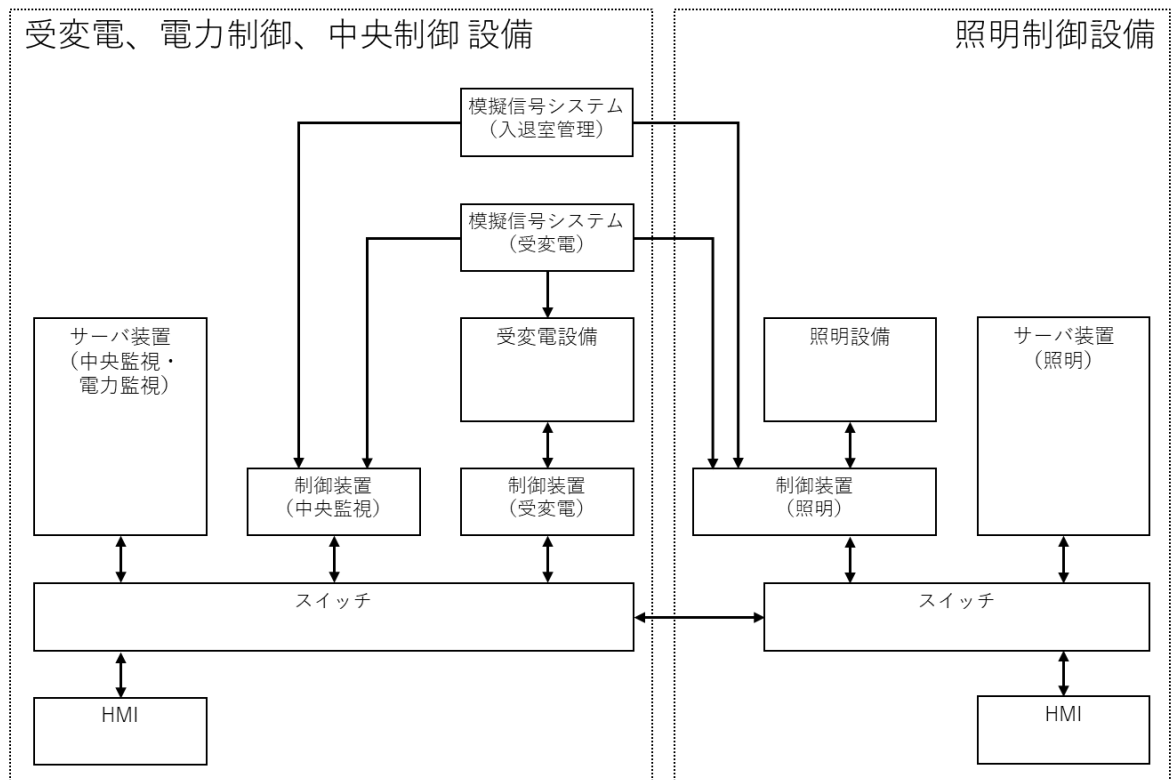 受変電、電力制御、中央制御 設備
照明制御設備
模擬信号システム
（入退室管理）
模擬信号システム
（受変電）
サーバ装置
（中央監視・
電力監視）
受変電設備
照明設備
サーバ装置
（照明）
制御装置
（中央監視）
制御装置
（受変電）
制御装置
（照明）
スイッチ
スイッチ
HMI
HMI